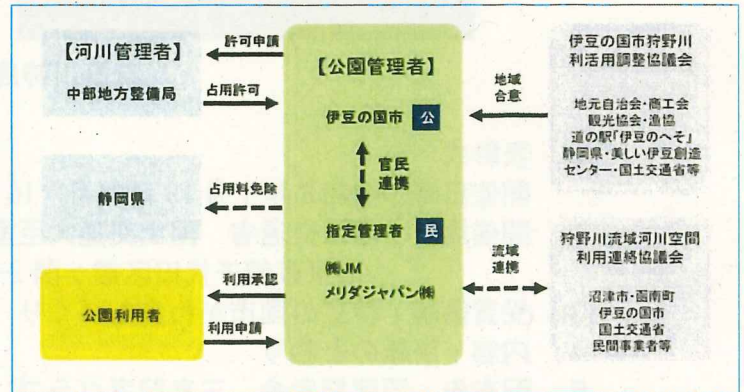 【河川管理者】
中部地方整備局
許可申請
占用許可
静岡県
占用料免除
公園利用者
利用承認
利用申請
【公園管理者】
伊豆の国市 公
官民
連携
指定管理者 民
㈱JM
メリダジャパン㈱
地域
合意
伊豆の国市狩野川
利活用調整協議会
地元自治会・商工会
観光協会・漁協
道の駅「伊豆のへそ」
静岡県・美しい伊豆創造
センター・国土交通省等
流域
連携
狩野川流域河川空間
利用連絡協議会
沼津市・函南町
伊豆の国市
国土交通省
民間事業者等